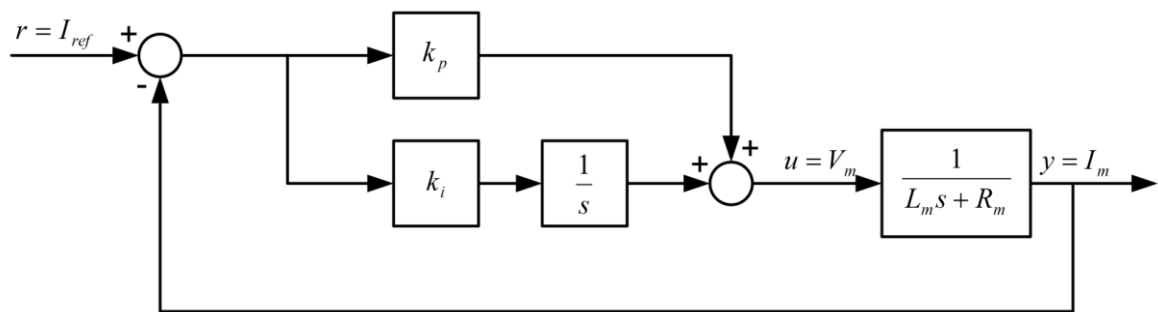 r = I_ref
+
-
k_p
k_i
1
s
+
+
u = V_m
1
L_m s + R_m
y = I_m